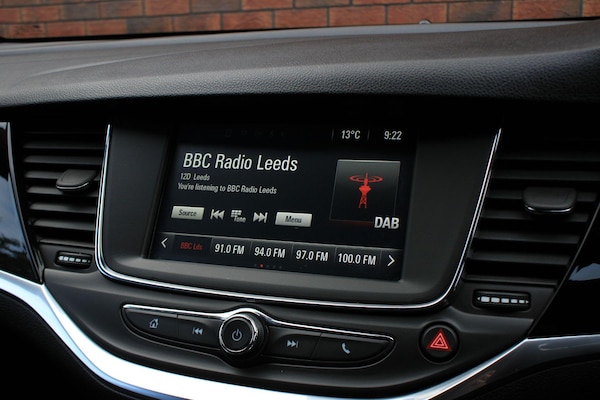 13°C 9:22
BBC Radio Leeds
12D Leeds
You're listening to BBC Radio Leeds
DAB
Source Tune Menu
BBC Lds 91.0 FM 94.0 FM 97.0 FM 100.0 FM